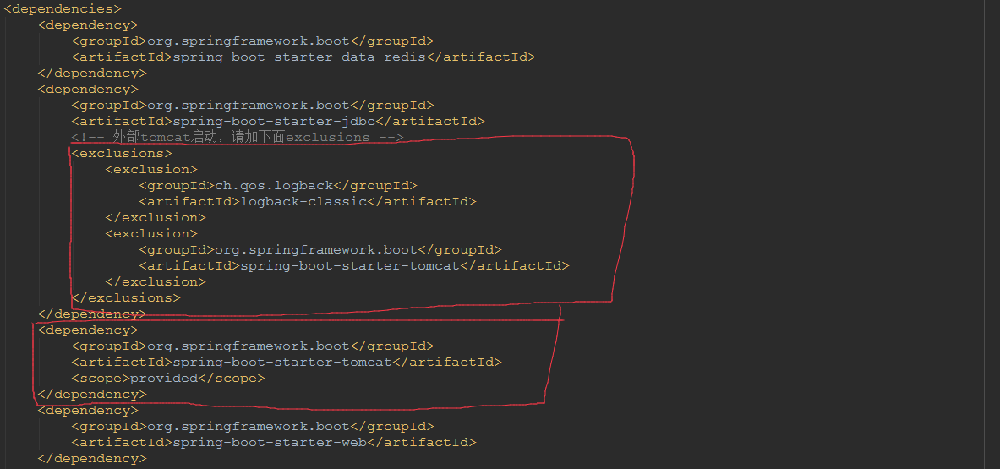 <dependencies>
<dependency>
<groupId>org.springframework.boot</groupId>
<artifactId>spring-boot-starter-data-redis</artifactId>
</dependency>
<dependency>
<groupId>org.springframework.boot</groupId>
<artifactId>spring-boot-starter-jdbc</artifactId>
<!-- 外部tomcat启动，请加下面exclusions -->
<exclusions>
<exclusion>
<groupId>ch.qos.logback</groupId>
<artifactId>logback-classic</artifactId>
</exclusion>
<exclusion>
<groupId>org.springframework.boot</groupId>
<artifactId>spring-boot-starter-tomcat</artifactId>
</exclusion>
</exclusions>
</dependency>
<dependency>
<groupId>org.springframework.boot</groupId>
<artifactId>spring-boot-starter-tomcat</artifactId>
<scope>provided</scope>
</dependency>
<dependency>
<groupId>org.springframework.boot</groupId>
<artifactId>spring-boot-starter-web</artifactId>
</dependency>